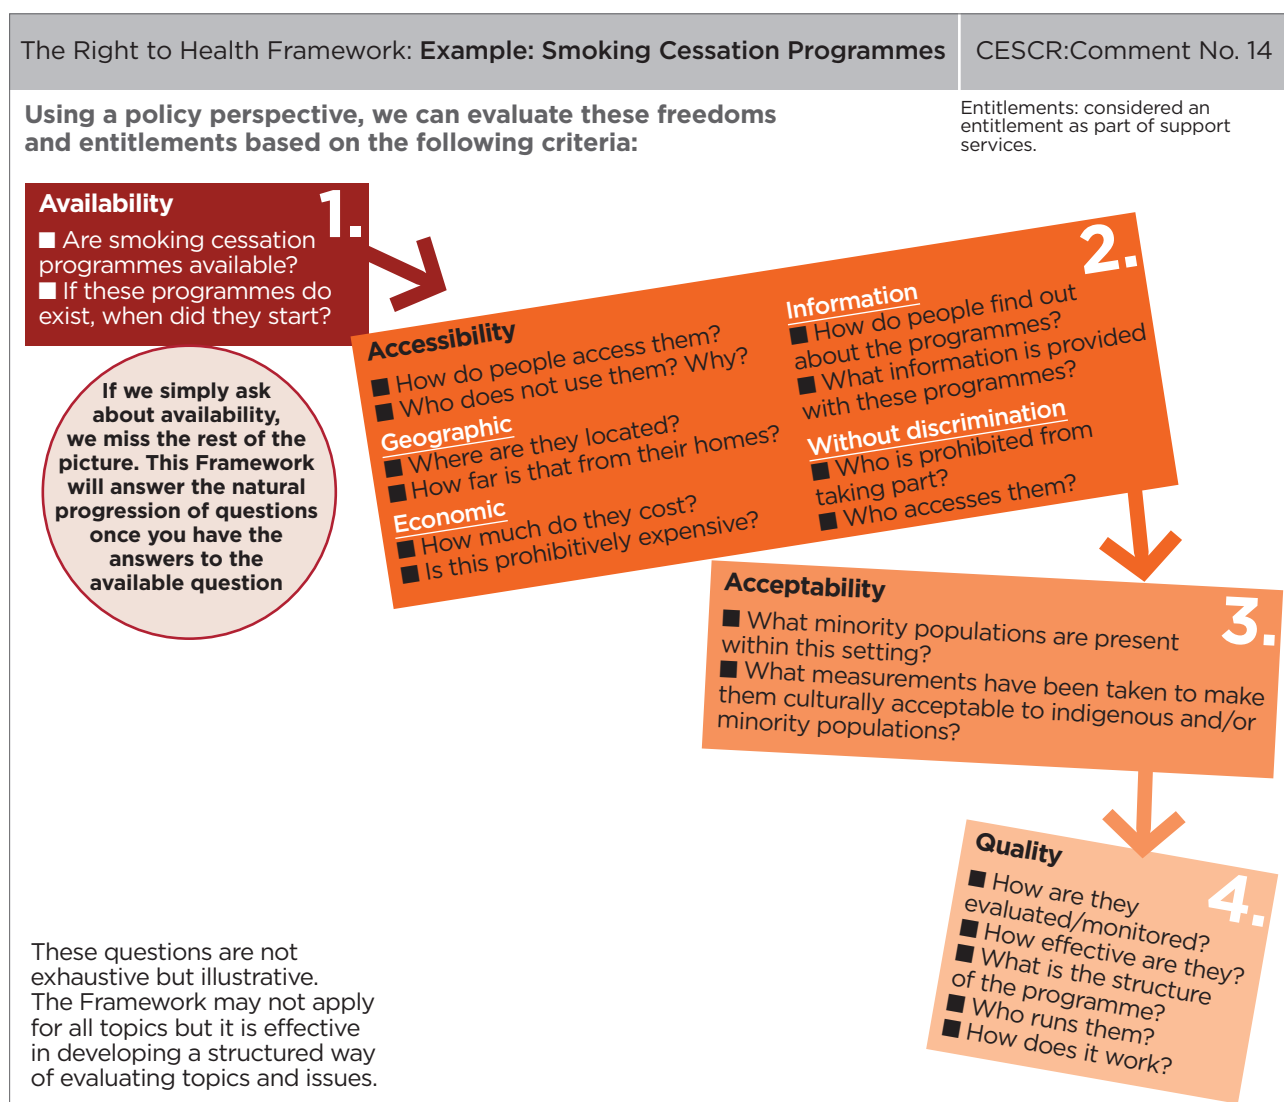 The Right to Health Framework: Example: Smoking Cessation Programmes
CESCR:Comment No. 14
Using a policy perspective, we can evaluate these freedoms
and entitlements based on the following criteria:
Entitlements: considered an
entitlement as part of support
services.
1.
Availability
■ Are smoking cessation
programmes available?
■ If these programmes do
exist, when did they start?
If we simply ask
about availability,
we miss the rest of the
picture. This Framework
will answer the natural
progression of questions
once you have the
answers to the
available question
2.
Accessibility
■ How do people access them?
■ Who does not use them? Why?
Geographic
■ Where are they located?
■ How far is that from their homes?
Economic
■ How much do they cost?
■ Is this prohibitively expensive?
Information
■ How do people find out
about the programmes?
■ What information is provided
with these programmes?
Without discrimination
■ Who is prohibited from
taking part?
■ Who accesses them?
3.
Acceptability
■ What minority populations are present
within this setting?
■ What measurements have been taken to make
them culturally acceptable to indigenous and/or
minority populations?
4.
Quality
■ How are they
evaluated/monitored?
■ How effective are they?
■ What is the structure
of the programme?
■ Who runs them?
■ How does it work?
These questions are not
exhaustive but illustrative.
The Framework may not apply
for all topics but it is effective
in developing a structured way
of evaluating topics and issues.